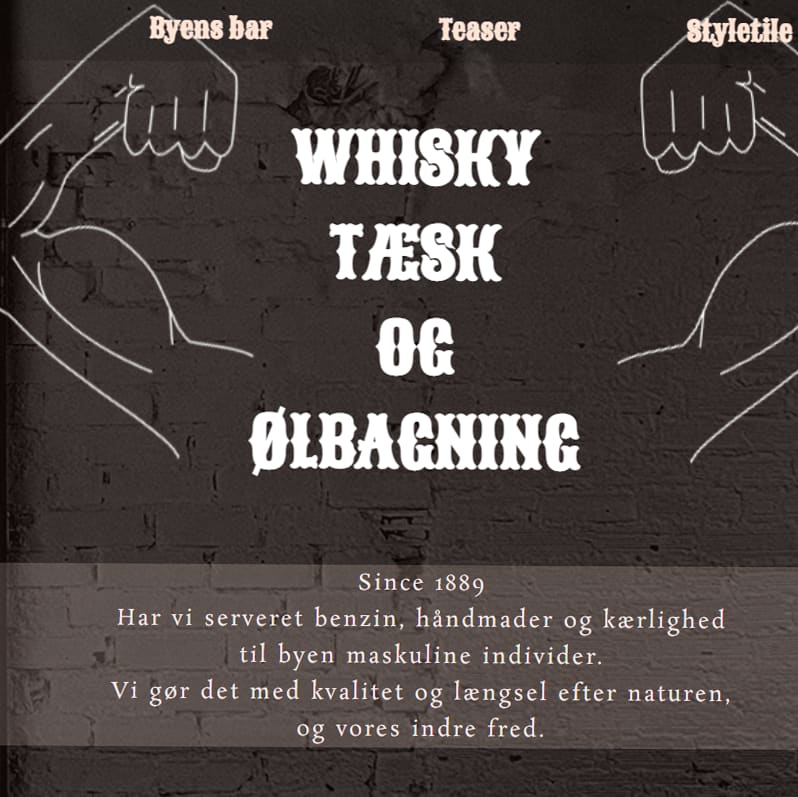 Byens bar
Teaser
Styletile
WHISKY
TÆSK
OG
ØLBAGNING
Since 1889
Har vi serveret benzin, håndmader og kærlighed
til byen maskuline individer.
Vi gør det med kvalitet og længsel efter naturen,
og vores indre fred.